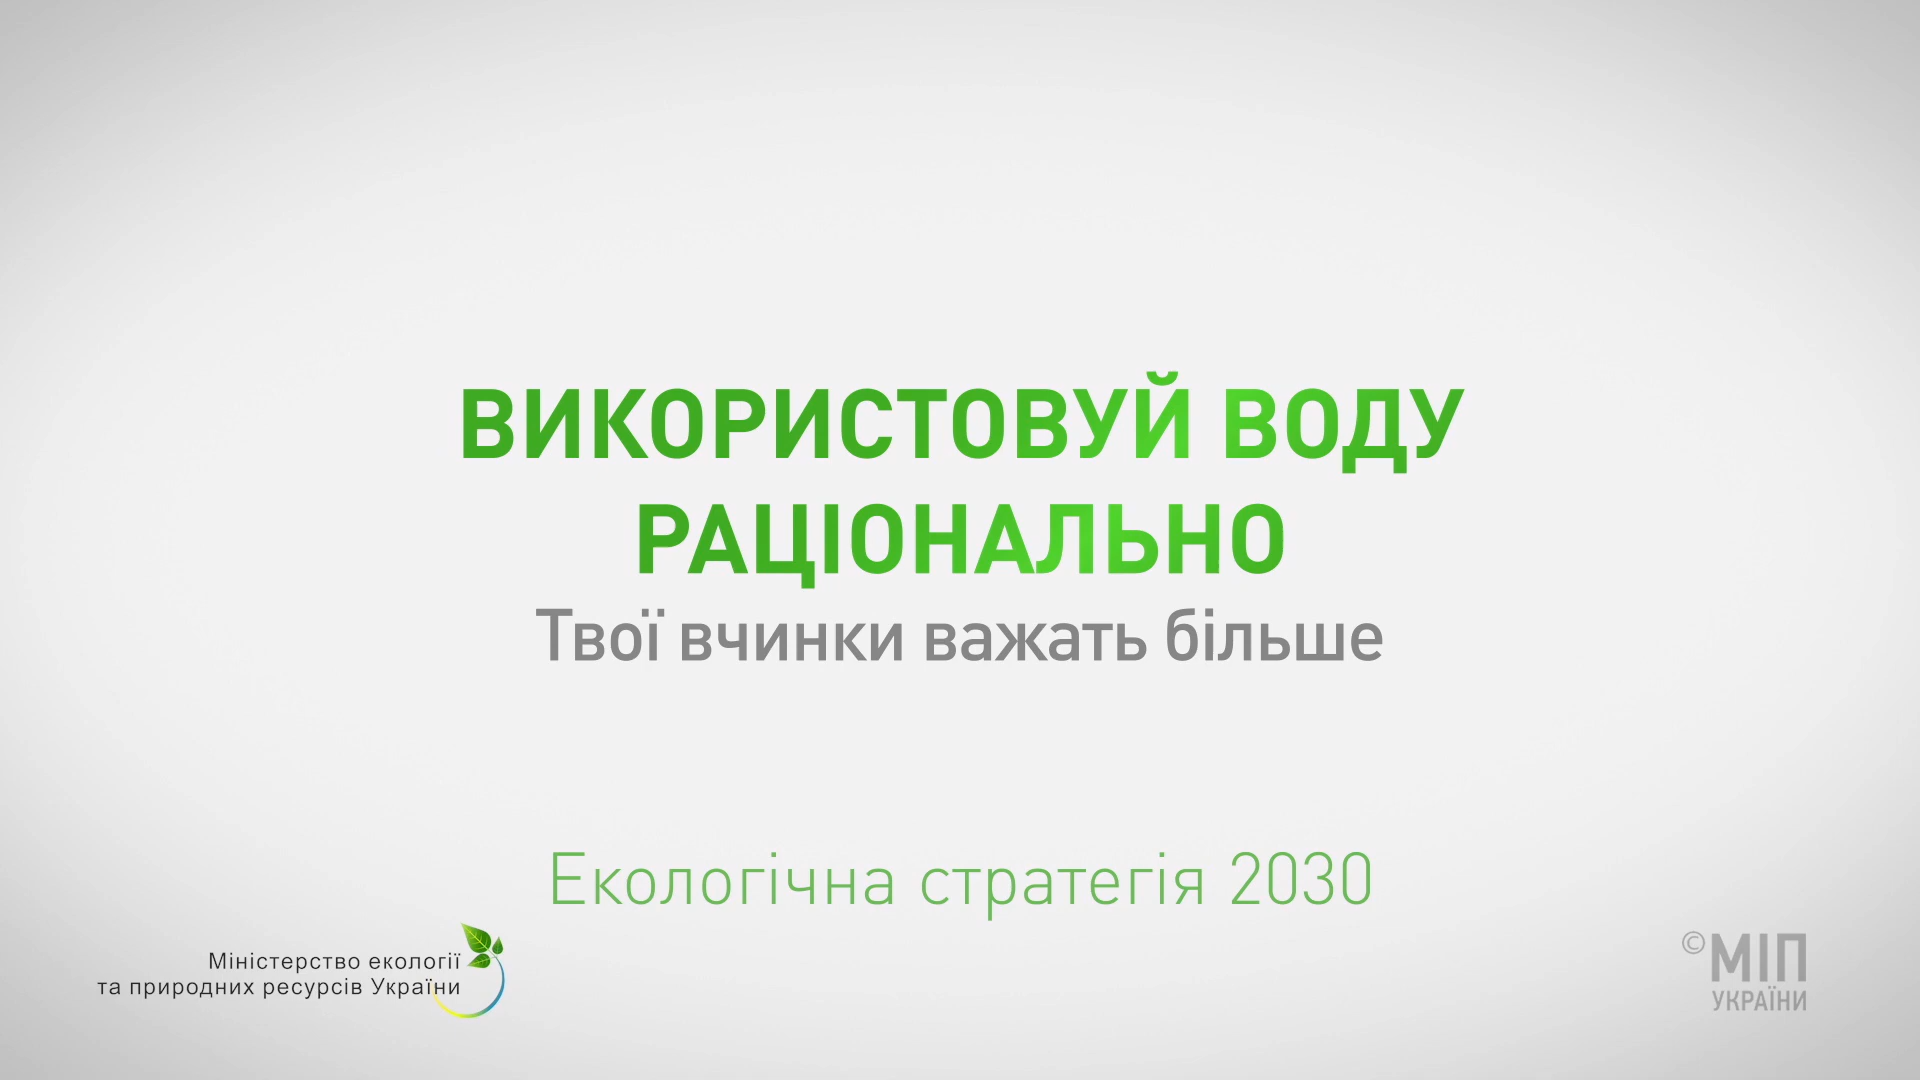 ВИКОРИСТОВУЙ ВОДУ
РАЦІОНАЛЬНО
Твої вчинки важать більше
Екологічна стратегія 2030
Міністерство екології
та природних ресурсів України
©МІП
УКРАЇНИ